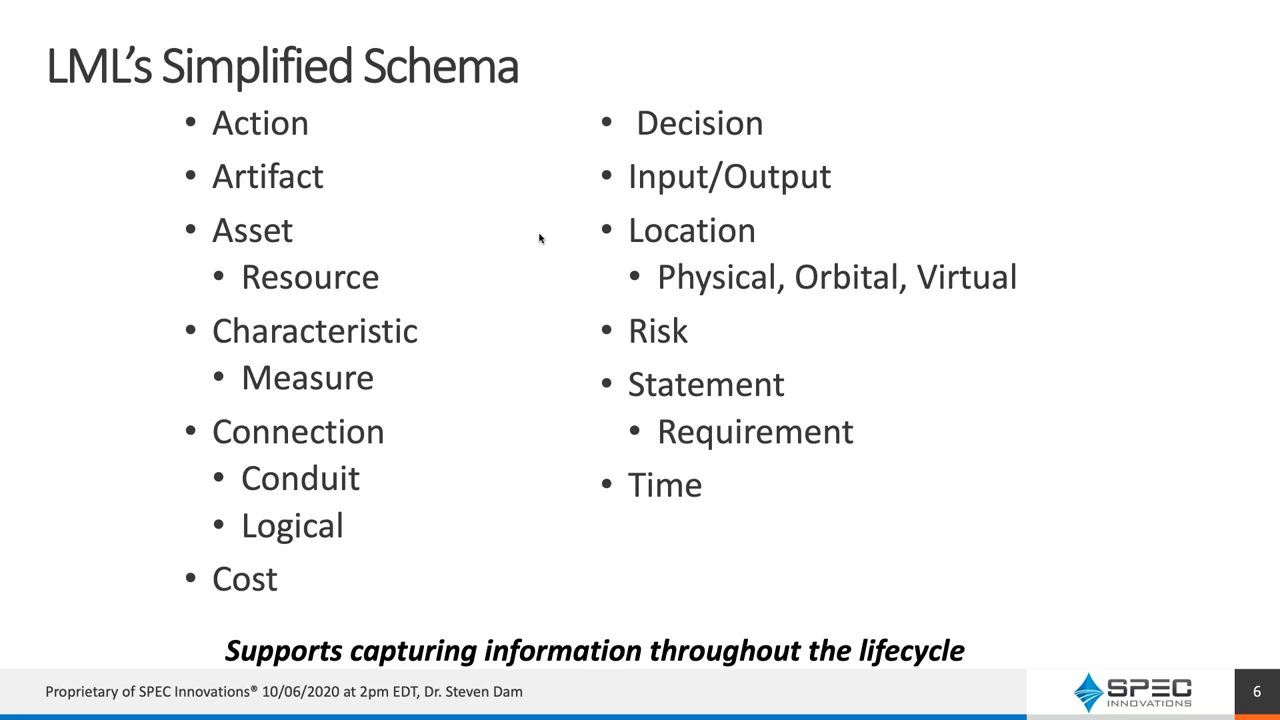 LML's Simplified Schema
• Action
• Artifact
• Asset
• Resource
• Characteristic
• Measure
• Connection
• Conduit
• Logical
• Cost
• Decision
• Input/Output
• Location
• Physical, Orbital, Virtual
• Risk
• Statement
• Requirement
• Time
Supports capturing information throughout the lifecycle
Proprietary of SPEC Innovations® 10/06/2020 at 2pm EDT, Dr. Steven Dam
SPEC
INNOVATIONS™
6